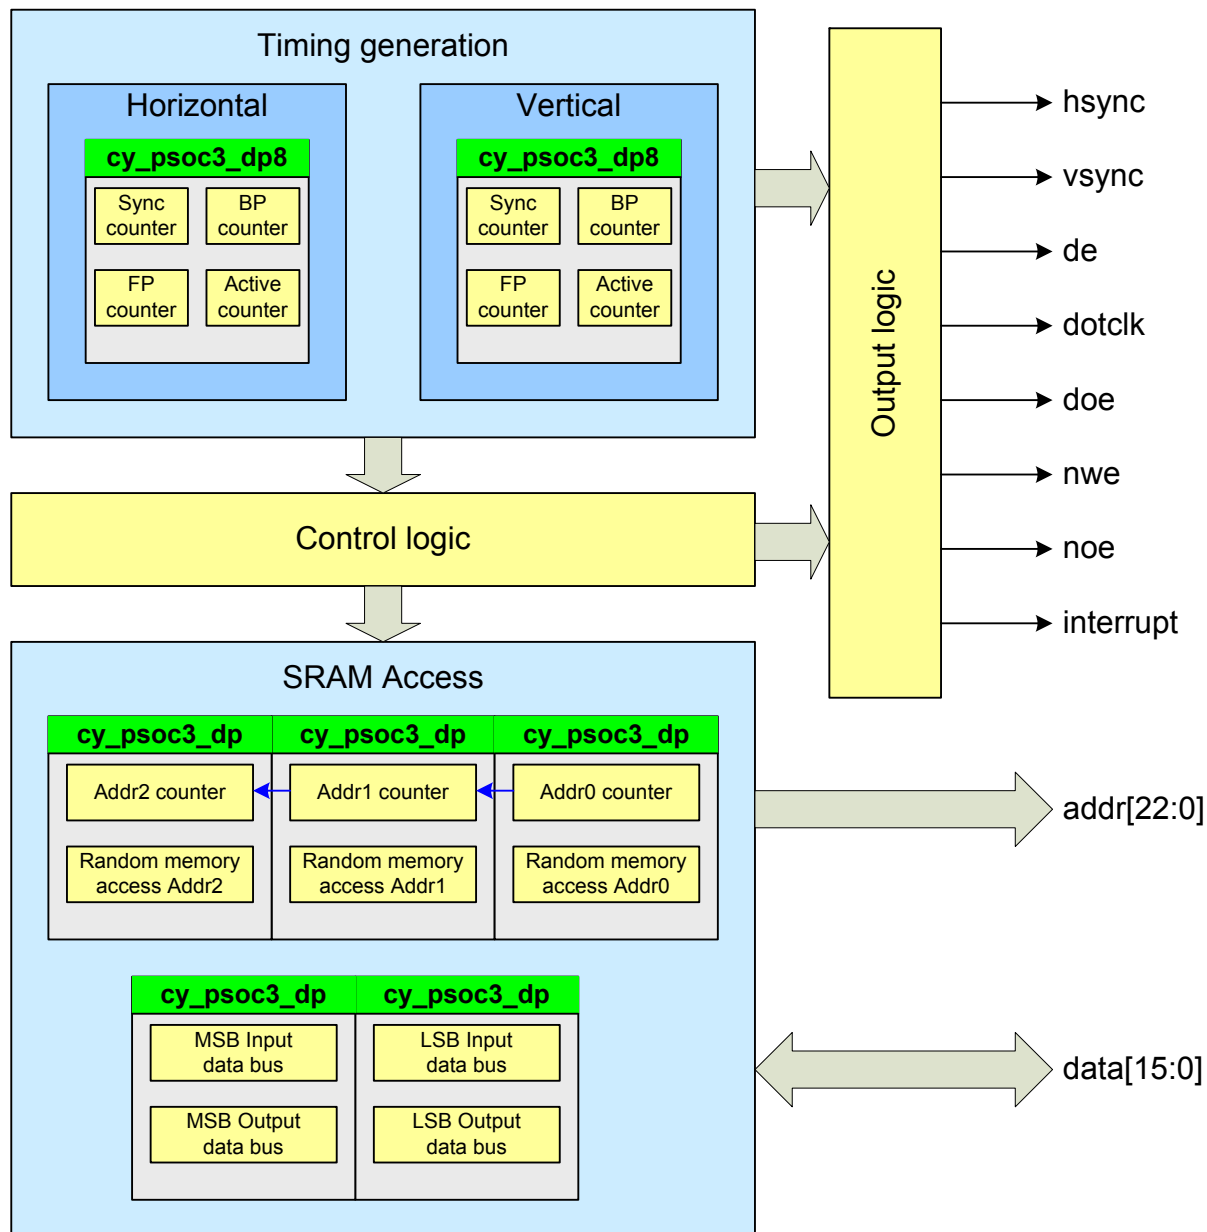 Timing generation
Horizontal
cy_psoc3_dp8
Sync
counter
BP
counter
FP
counter
Active
counter
Vertical
cy_psoc3_dp8
Sync
counter
BP
counter
FP
counter
Active
counter
Output logic
hsync
vsync
de
dotclk
doe
nwe
noe
interrupt
Control logic
SRAM Access
cy_psoc3_dp
cy_psoc3_dp
cy_psoc3_dp
Addr2 counter
Addr1 counter
Addr0 counter
Random memory
access Addr2
Random memory
access Addr1
Random memory
access Addr0
addr[22:0]
cy_psoc3_dp
cy_psoc3_dp
MSB Input
data bus
LSB Input
data bus
MSB Output
data bus
LSB Output
data bus
data[15:0]